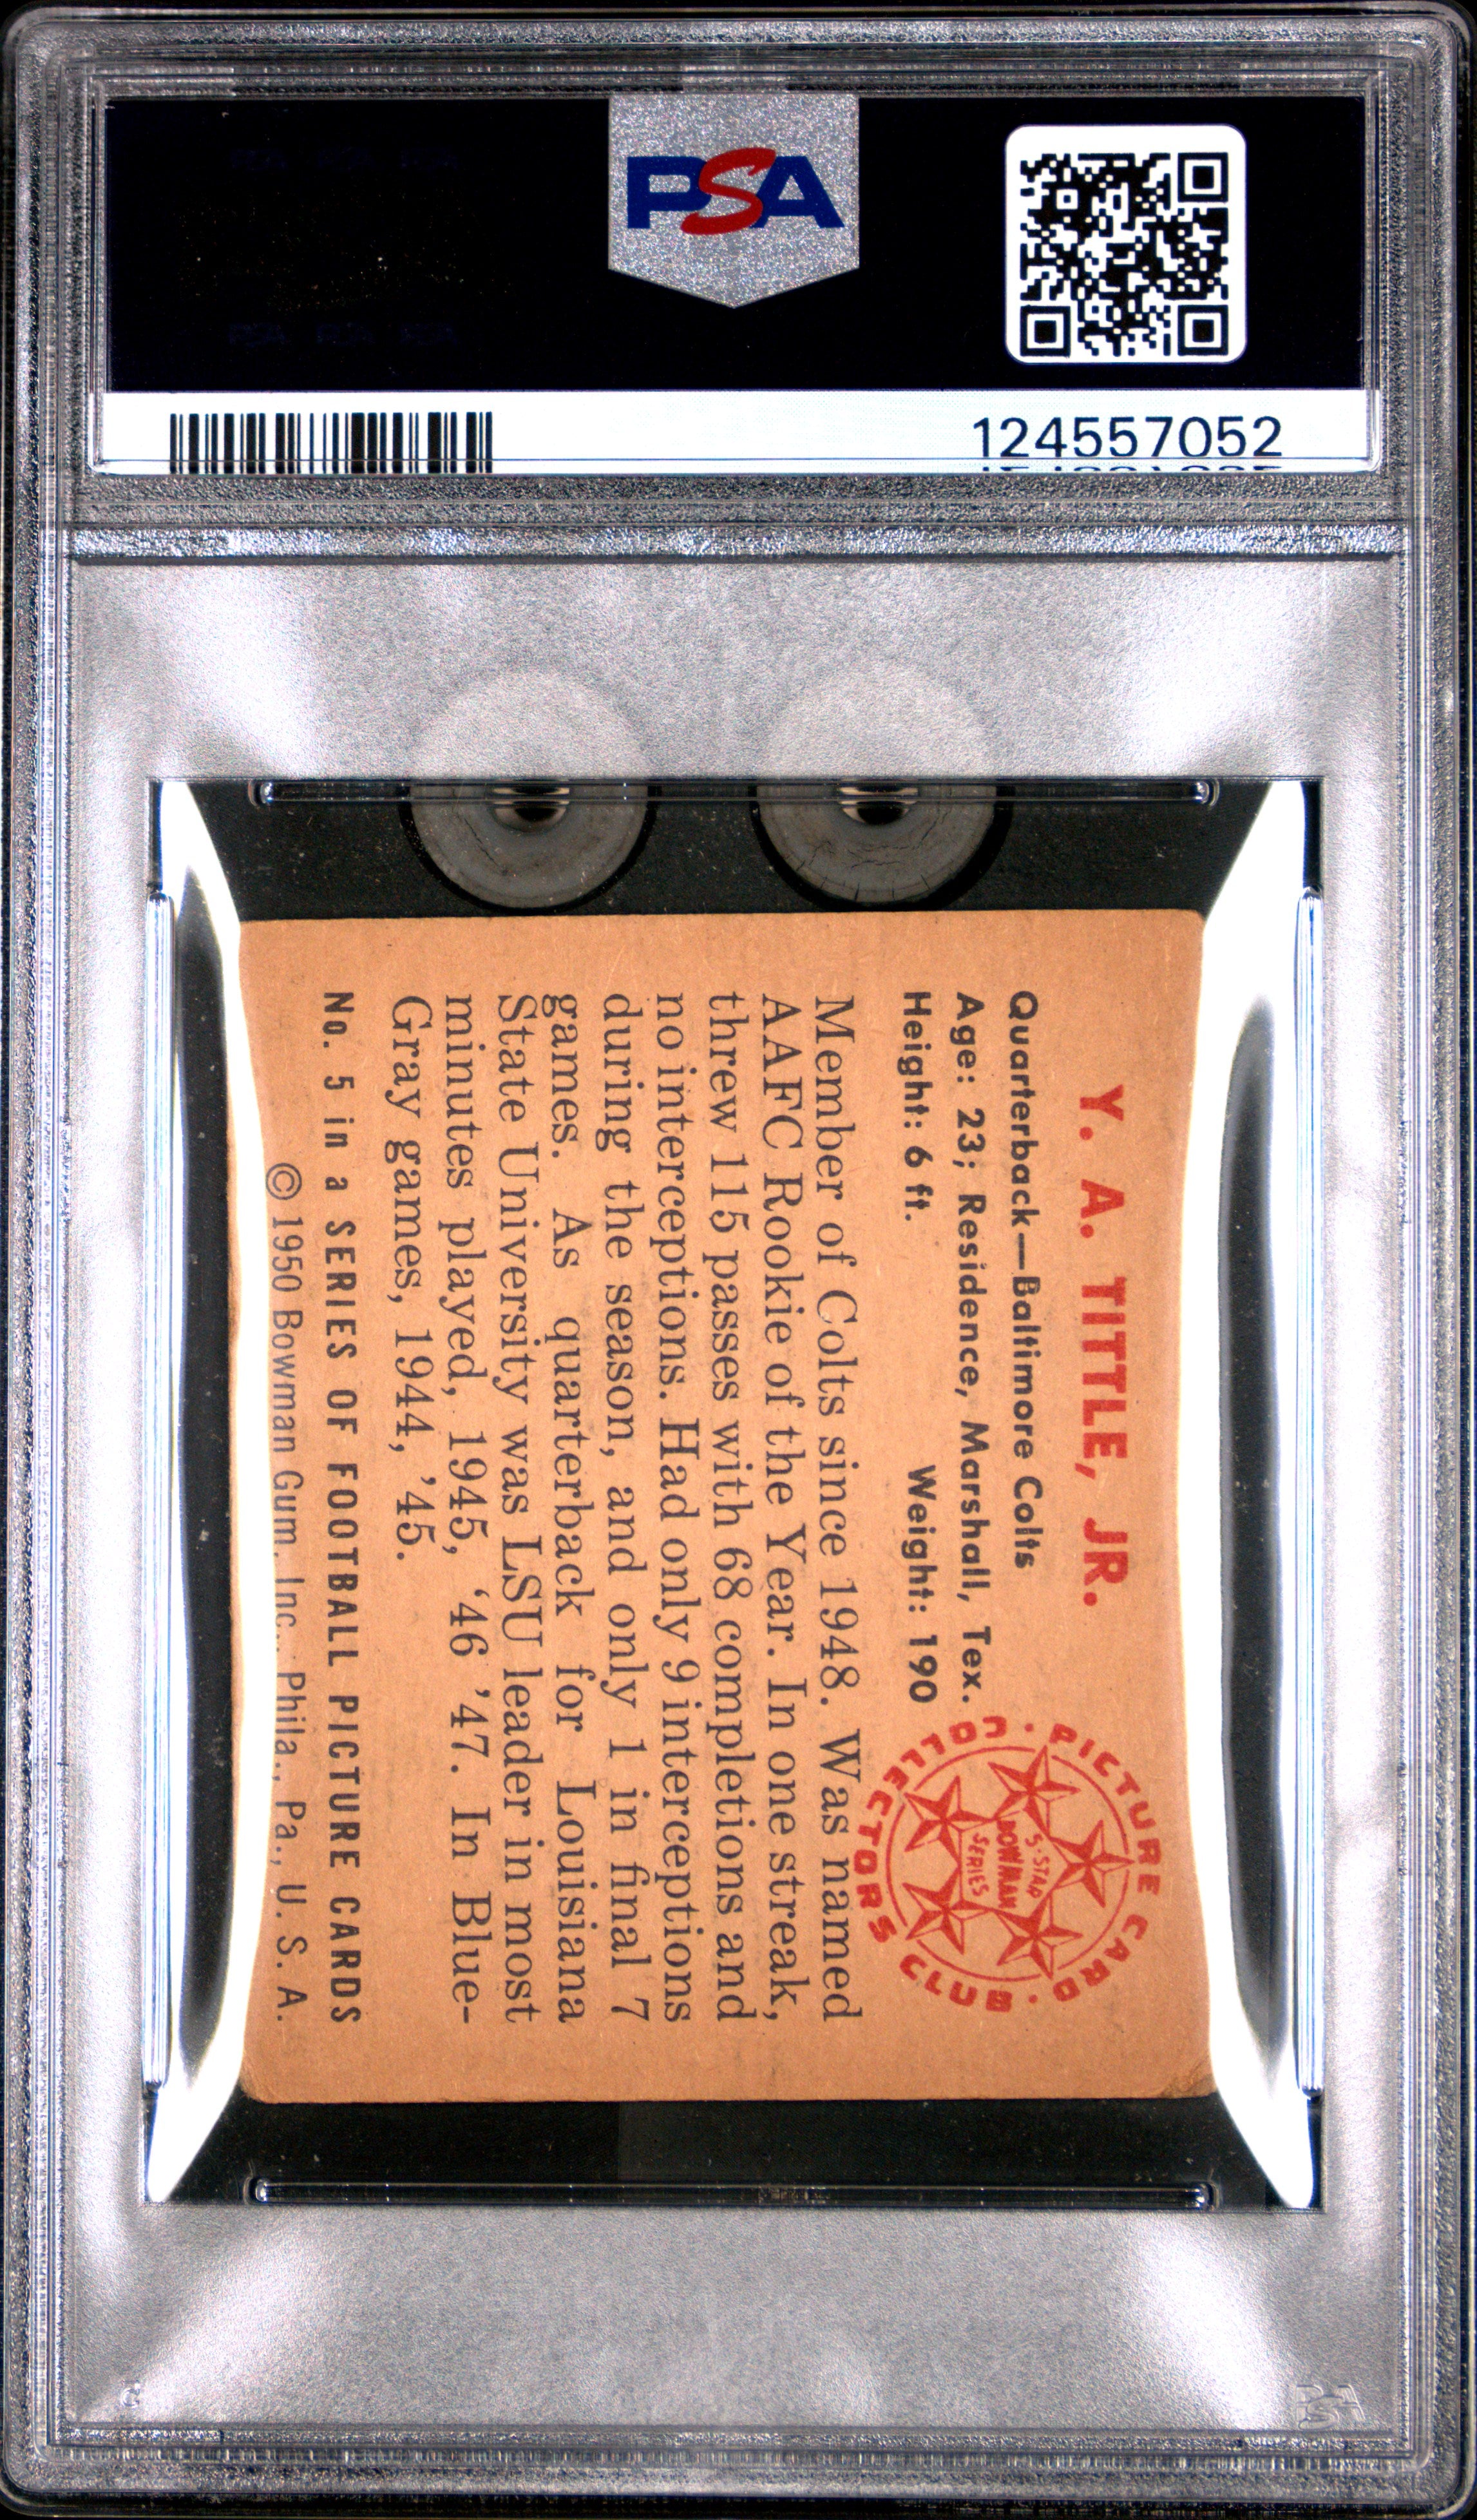 PSA
124557052
Y. A. TITTLE, JR.
Quarterback—Baltimore Colts
Age: 23; Residence, Marshall, Tex.
Height: 6 ft. Weight: 190
PICTURE CARD · COLLECTORS CLUB ·
5-STAR
BOWMAN
SERIES
Member of Colts since 1948. Was named
AAFC Rookie of the Year. In one streak,
threw 115 passes with 68 completions and
no interceptions. Had only 9 interceptions
during the season, and only 1 in final 7
games. As quarterback for Louisiana
State University was LSU leader in most
minutes played, 1945, ‘46 ’47. In Blue-
Gray games, 1944, ’45.
No. 5 in a SERIES OF FOOTBALL PICTURE CARDS
©1950 Bowman Gum, Inc., Phila., Pa., U. S. A.